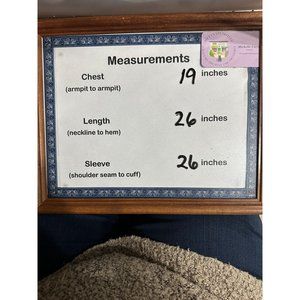 Measurements
Chest 19 inches
(armpit to armpit)
Length 26 inches
(neckline to hem)
Sleeve 26 inches
(shoulder seam to cuff)